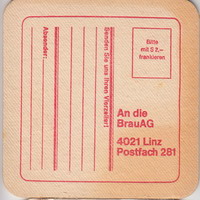 Absender:
Senden Sie uns Ihren Vierzeiler!
Bitte
mit S 2.–
frankieren
An die
BrauAG
4021 Linz
Postfach 281